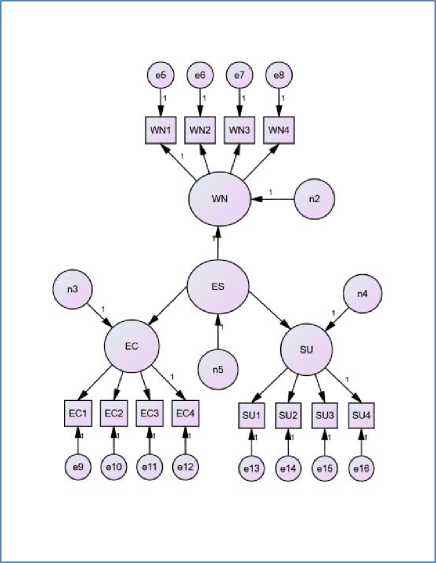 e5 e6 e7 e8
1 1 1 1
WN1 WN2 WN3 WN4
1
WN 1 n2
1
n3 ES n4
1 1 1
EC SU
n5
1 1
EC1 EC2 EC3 EC4 SU1 SU2 SU3 SU4
1 1 1 1 1 1 1 1
e9 e10 e11 e12 e13 e14 e15 e16